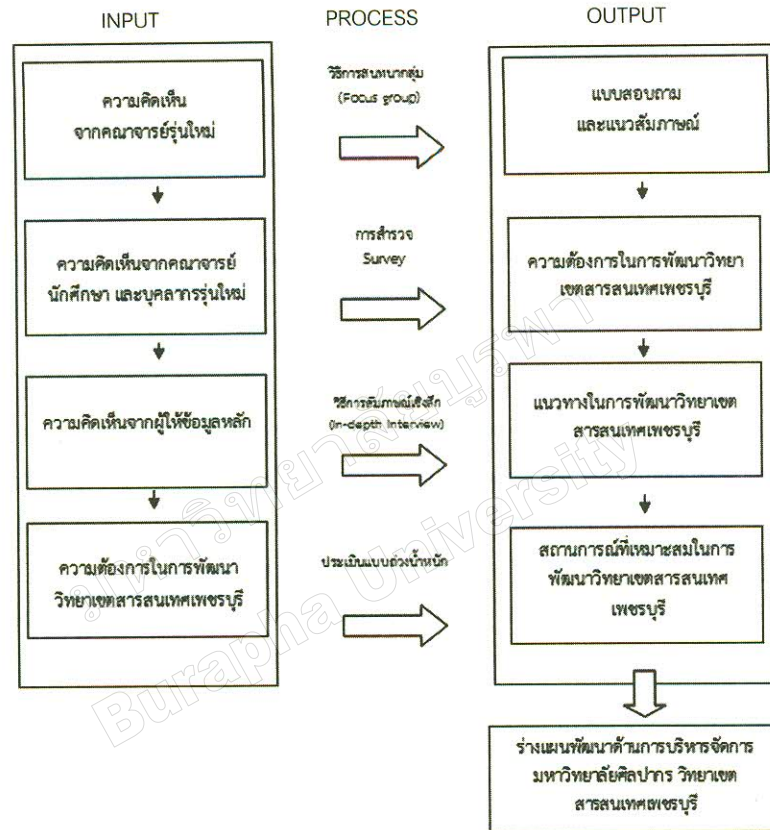 INPUT
PROCESS
OUTPUT
ความคิดเห็น
จากคณาจารย์รุ่นใหม่
วิธีการสนทนากลุ่ม
(Focus group)
แบบสอบถาม
และแนวสัมภาษณ์
ความคิดเห็นจากคณาจารย์
นักศึกษา และบุคลากรรุ่นใหม่
การสำรวจ
Survey
ความต้องการในการพัฒนาวิทยา
เขตสารสนเทศเพชรบุรี
ความคิดเห็นจากผู้ให้ข้อมูลหลัก
วิธีการสัมภาษณ์เชิงลึก
(In-depth Interview)
แนวทางในการพัฒนาวิทยาเขต
สารสนเทศเพชรบุรี
ความต้องการในการพัฒนา
วิทยาเขตสารสนเทศเพชรบุรี
ประเมินแบบถ่วงน้ำหนัก
สถานการณ์ที่เหมาะสมในการ
พัฒนาวิทยาเขตสารสนเทศ
เพชรบุรี
ร่างแผนพัฒนาด้านการบริหารจัดการ
มหาวิทยาลัยศิลปากร วิทยาเขต
สารสนเทศเพชรบุรี
มหาวิทยาลัยบูรพา
Burapha University